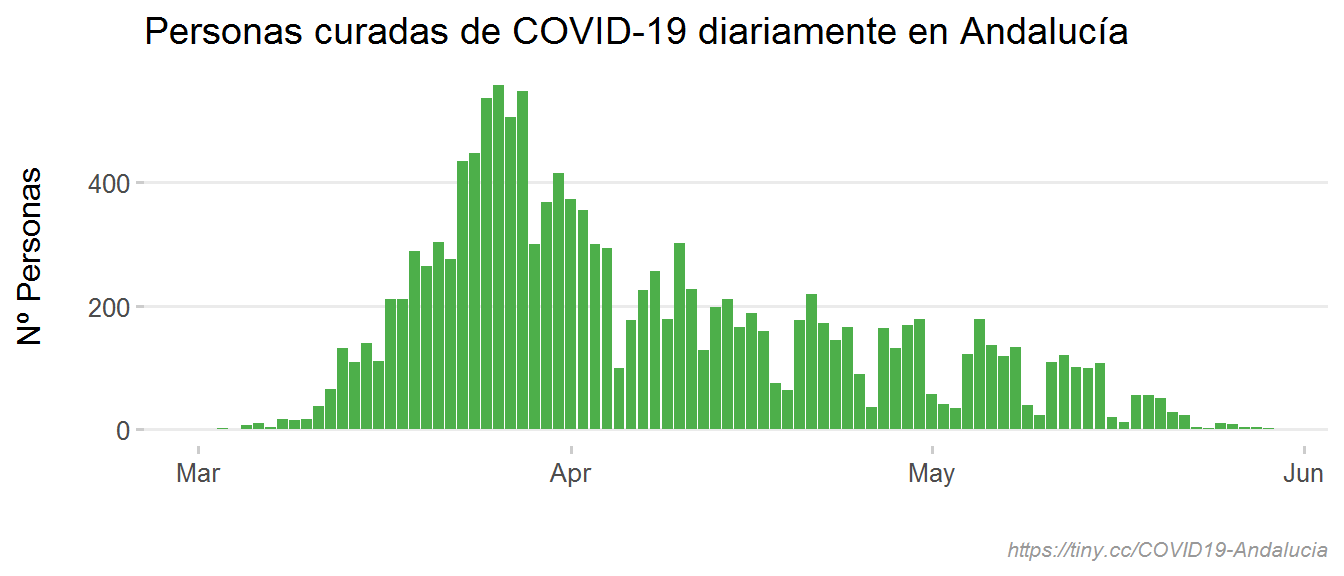 Personas curadas de COVID-19 diariamente en Andalucía
Nº Personas
400
200
0
Mar Apr May Jun
https://tiny.cc/COVID19-Andalucia